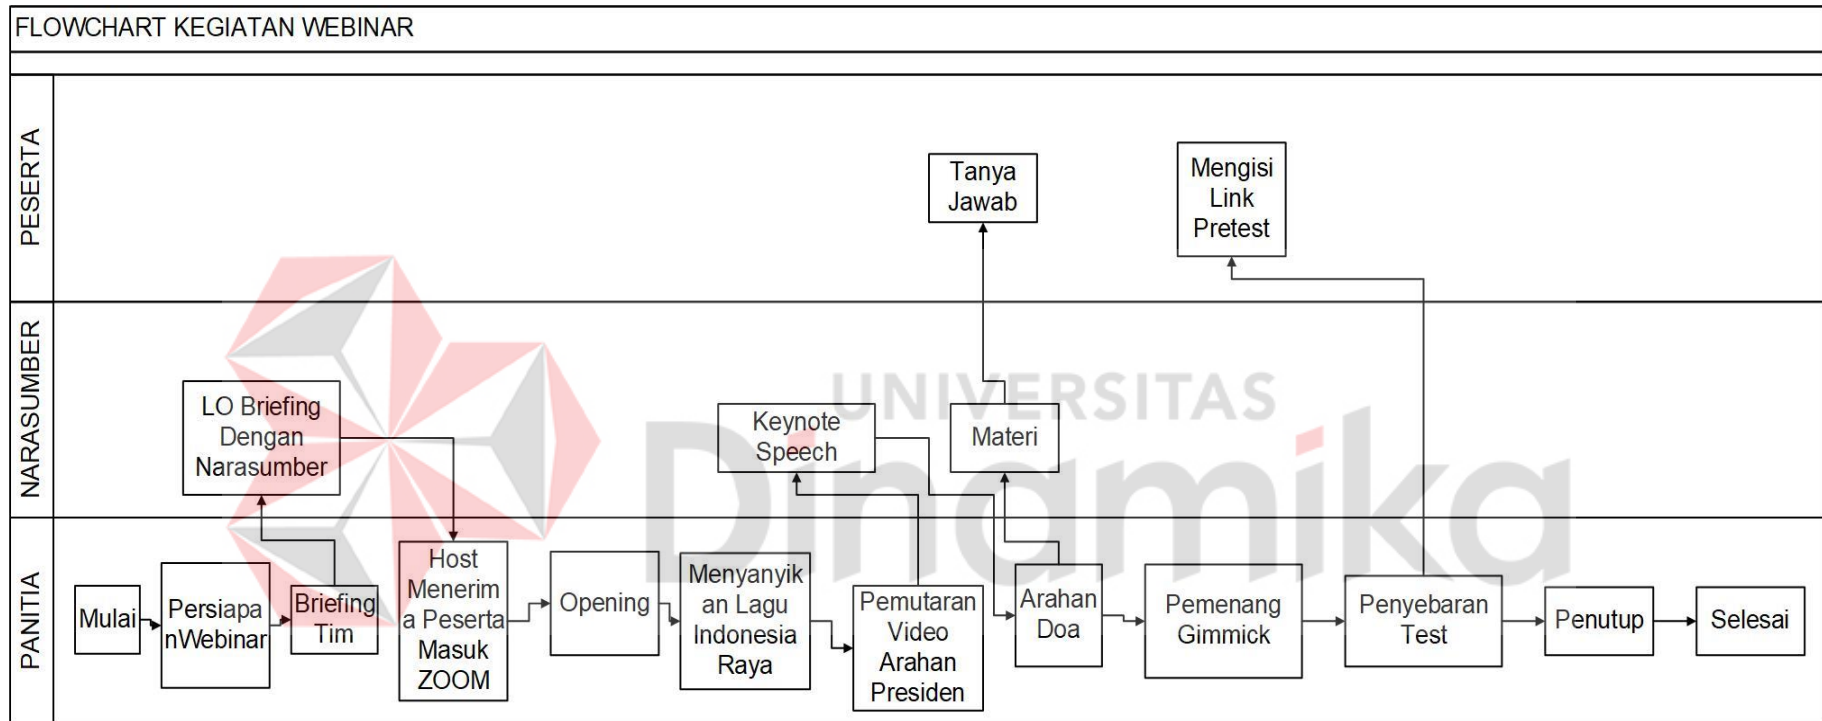 FLOWCHART KEGIATAN WEBINAR
PESERTA
Tanya
Jawab
Mengisi
Link
Pretest
NARASUMBER
LO Briefing
Dengan
Narasumber
Keynote
Speech
Materi
UNIVERSITAS
Dinamika
PANITIA
Mulai
Persiapa
nWebinar
Briefing
Tim
Host
Menerim
a Peserta
Masuk
ZOOM
Opening
Menyanyik
an Lagu
Indonesia
Raya
Pemutaran
Video
Arahan
Presiden
Arahan
Doa
Pemenang
Gimmick
Penyebaran
Test
Penutup
Selesai